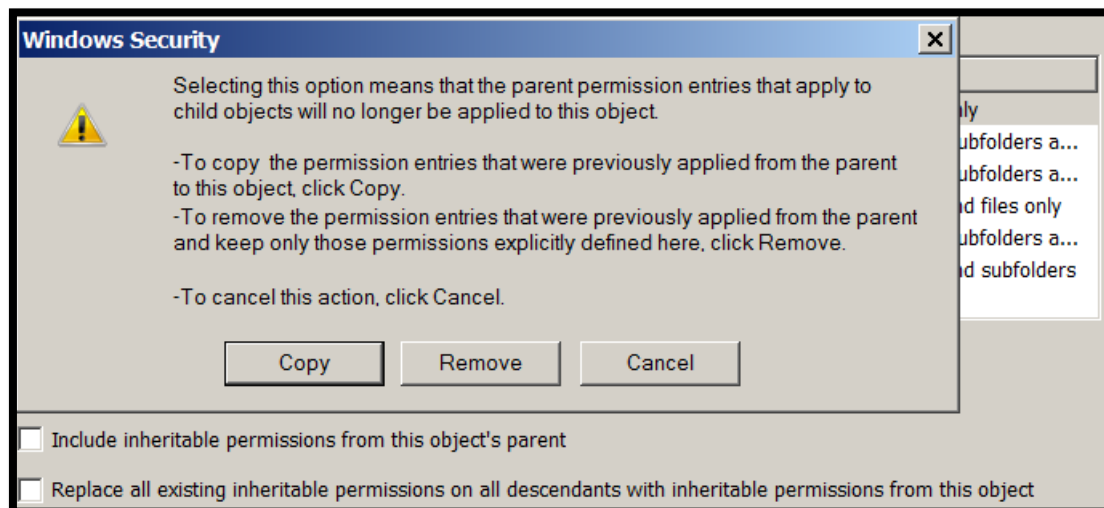 Windows Security
Selecting this option means that the parent permission entries that apply to
child objects will no longer be applied to this object.
-To copy the permission entries that were previously applied from the parent
to this object, click Copy.
-To remove the permission entries that were previously applied from the parent
and keep only those permissions explicitly defined here, click Remove.
-To cancel this action, click Cancel.
Copy Remove Cancel
ly
ubfolders a...
ubfolders a...
d files only
ubfolders a...
d subfolders
Include inheritable permissions from this object's parent
Replace all existing inheritable permissions on all descendants with inheritable permissions from this object